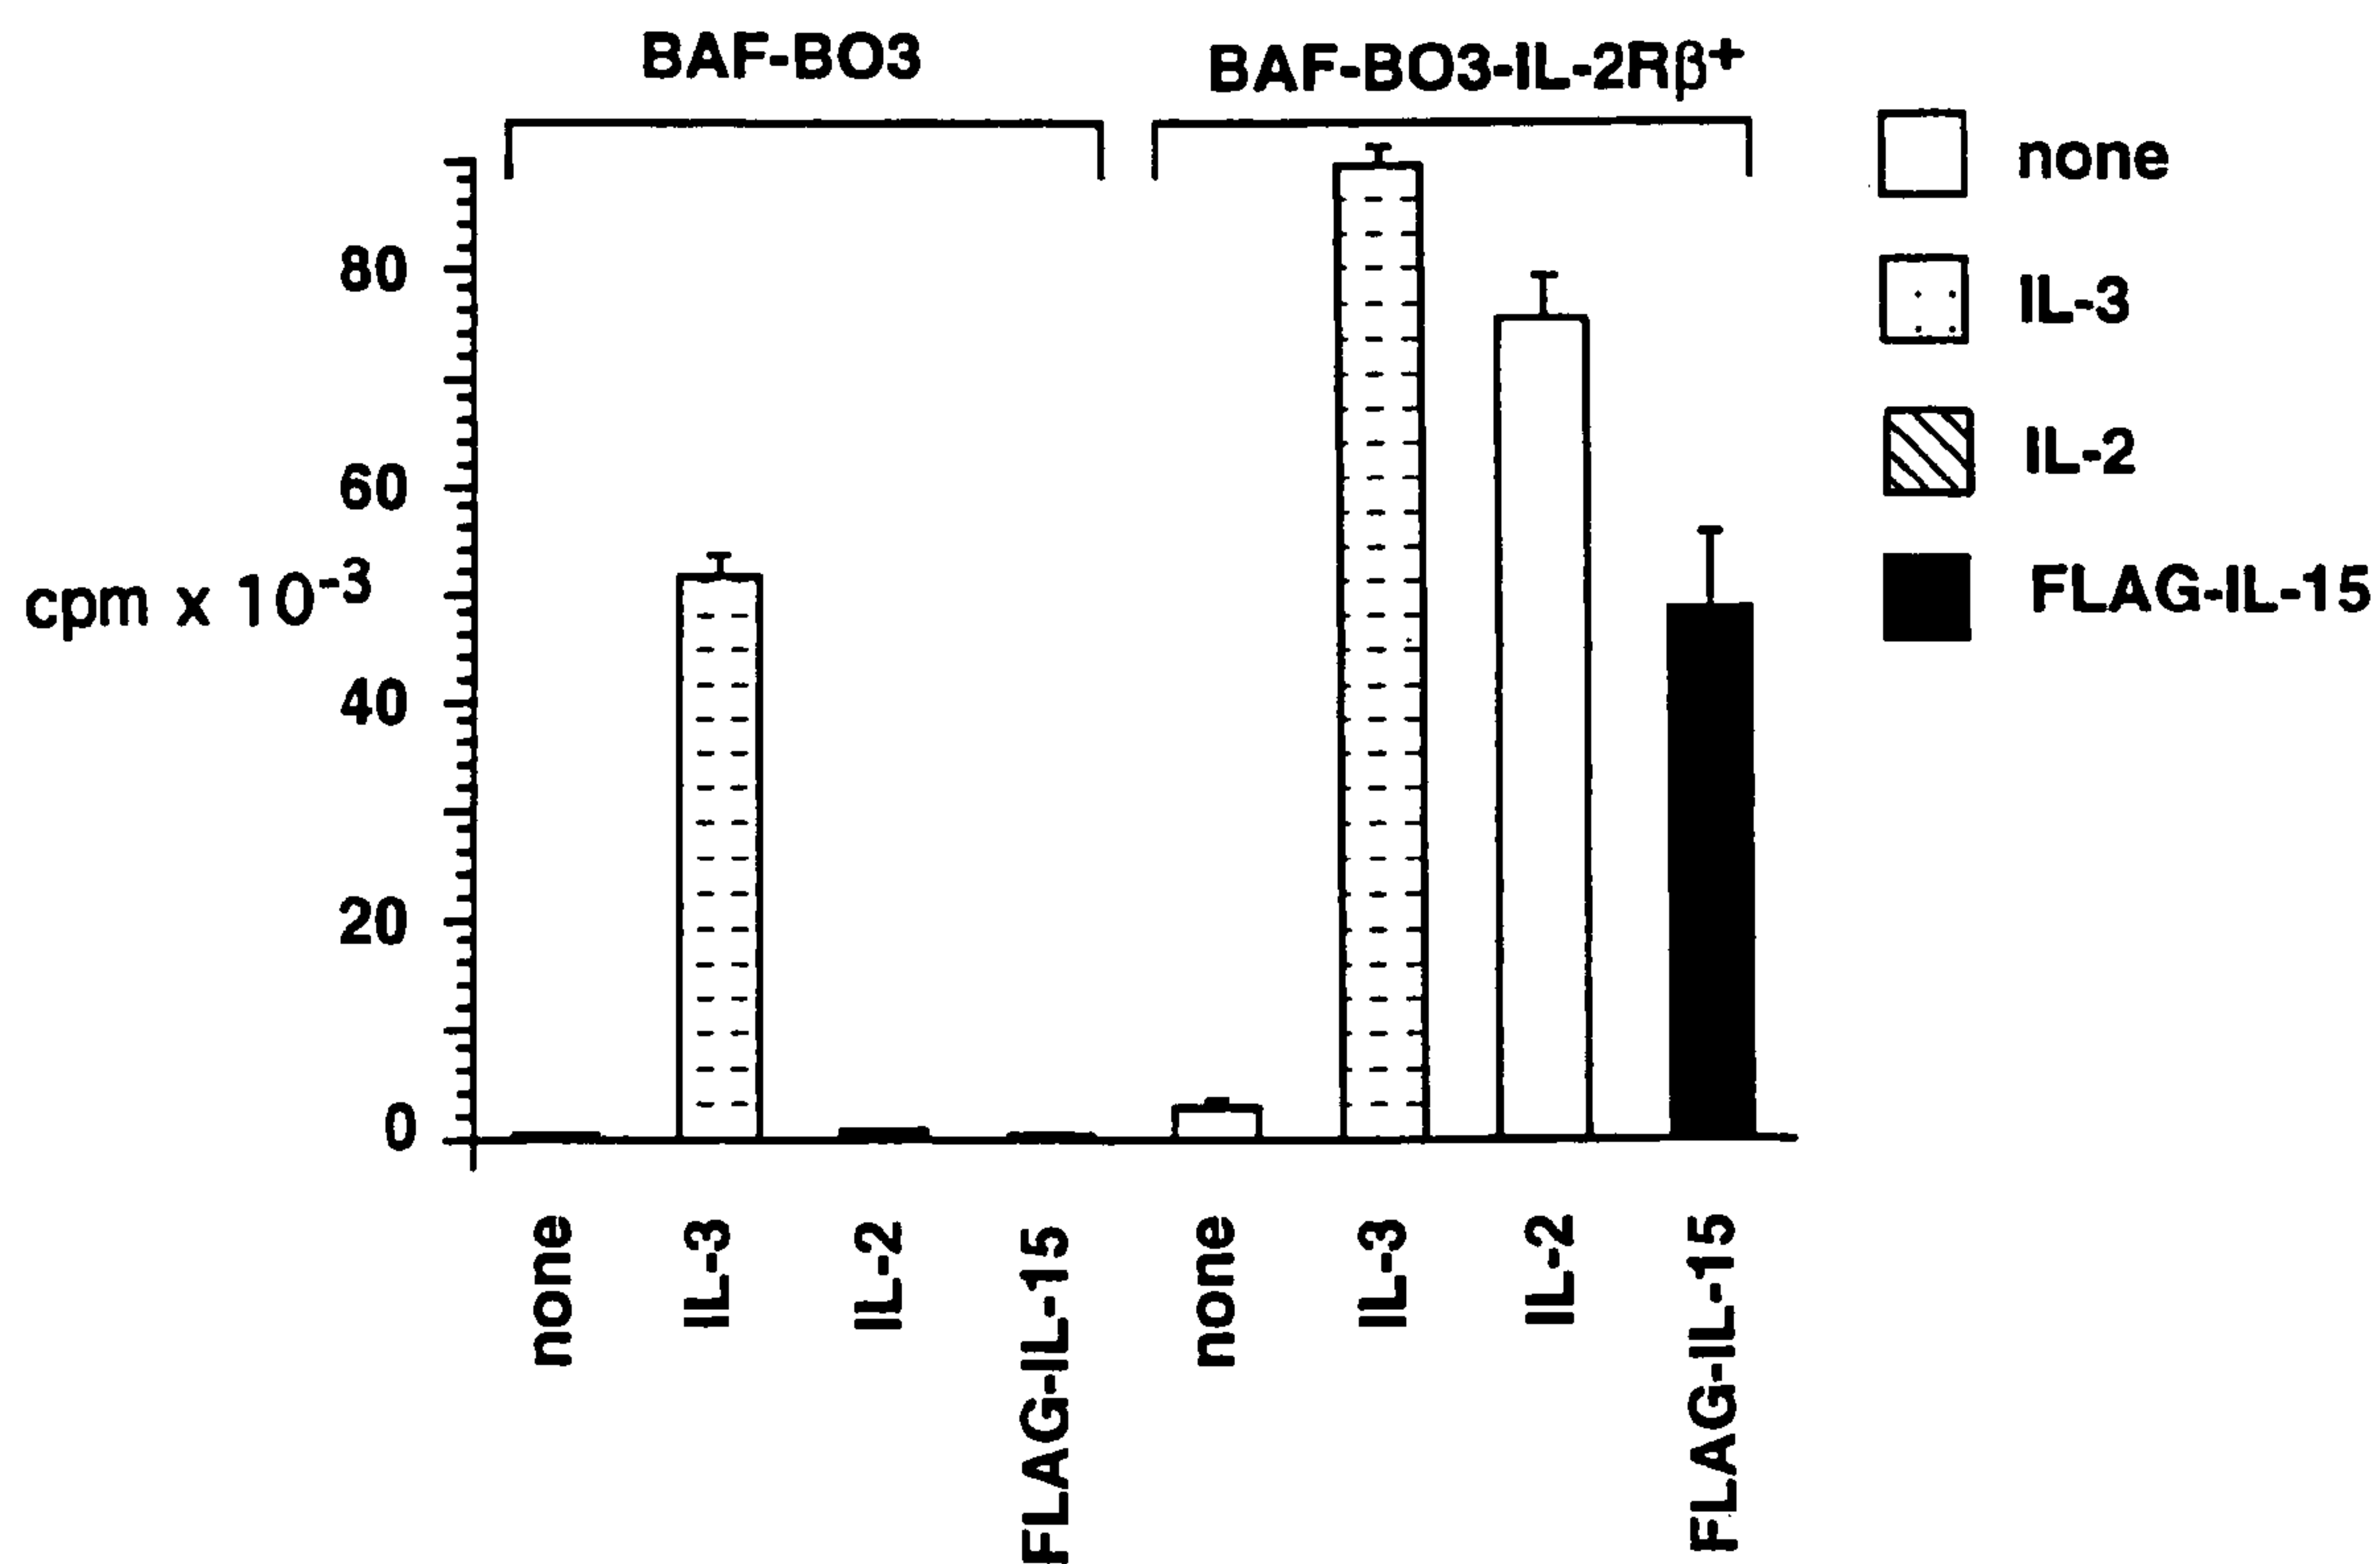 BAF-BO3
BAF-BO3-IL-2Rβ+
none
IL-3
IL-2
FLAG-IL-15
80
60
cpm x 10-3
40
20
0
none
IL-3
IL-2
FLAG-IL-15
none
IL-3
IL-2
FLAG-IL-15